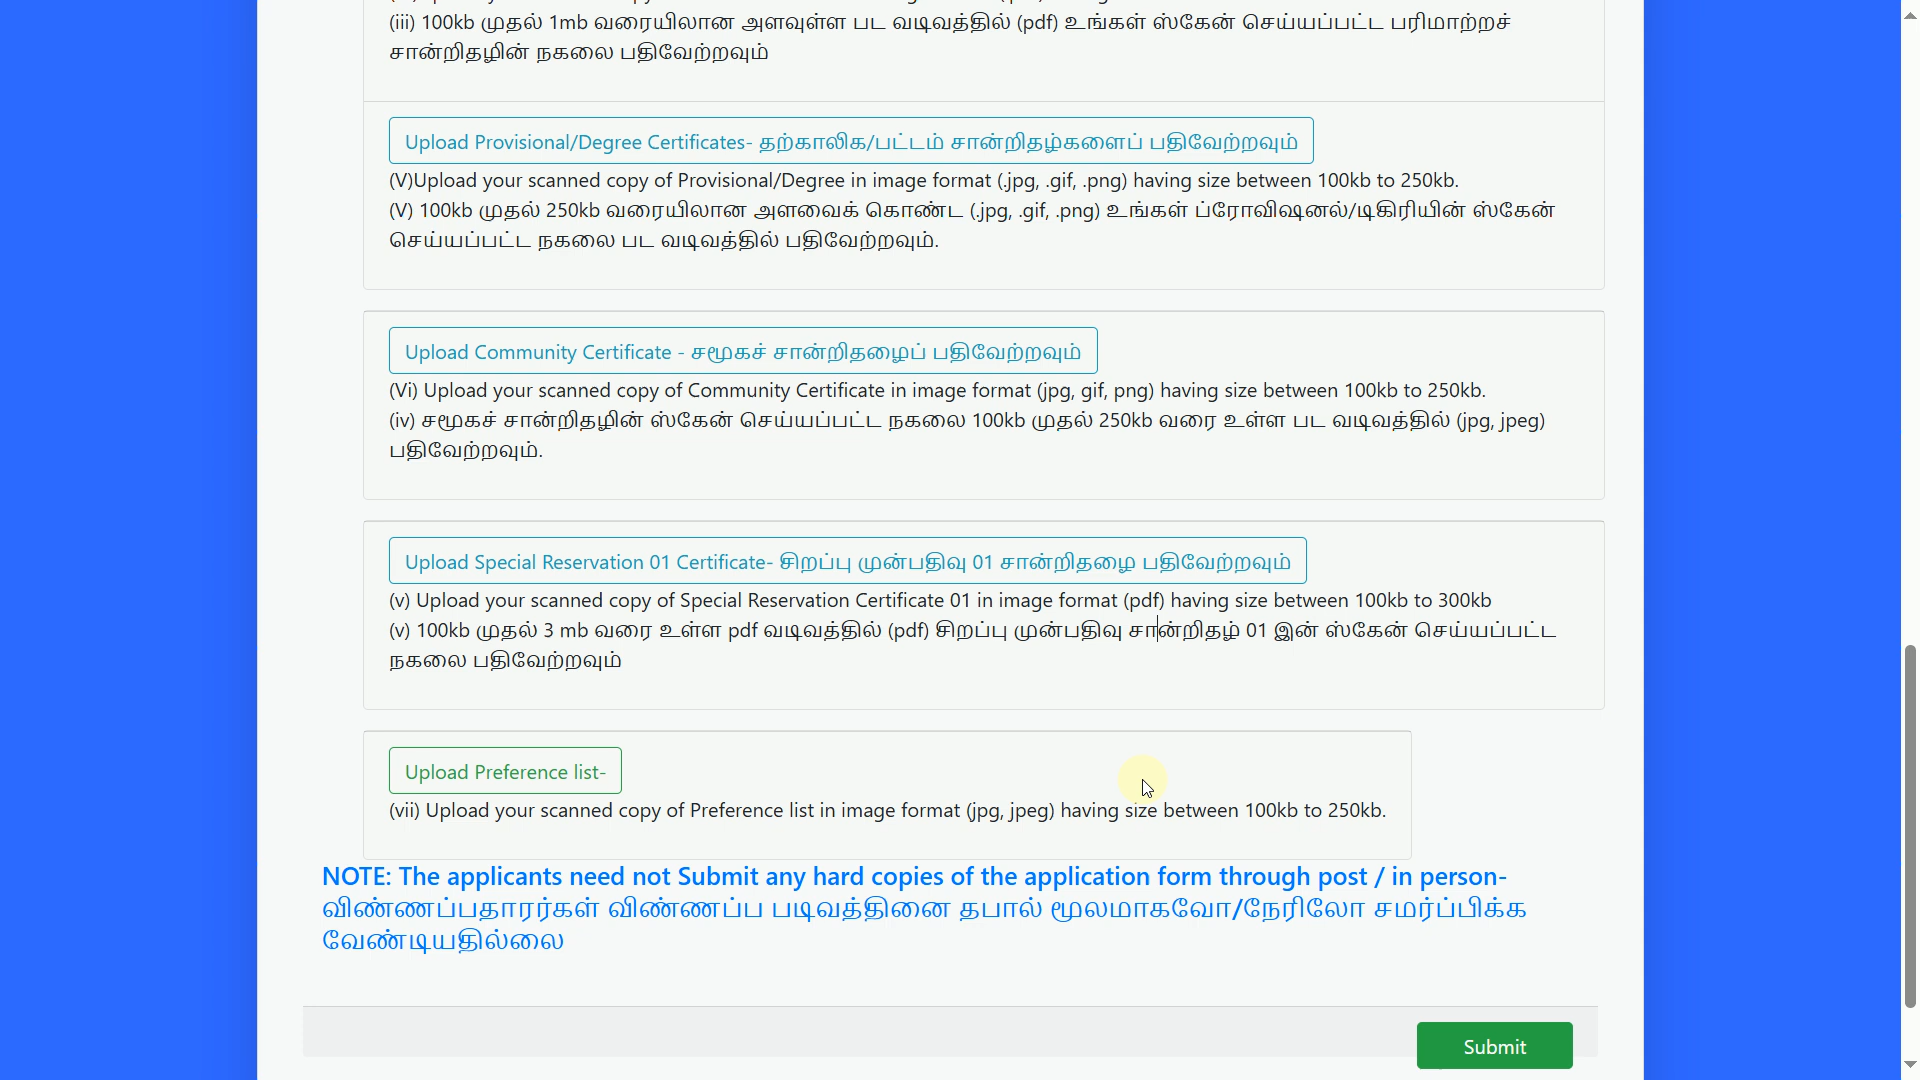 (iii) 100kb முதல் 1mb வரையிலான அளவுள்ள பட வடிவத்தில் (pdf) உங்கள் ஸ்கேன் செய்யப்பட்ட பரிமாற்றச்
சான்றிதழின் நகலை பதிவேற்றவும்
Upload Provisional/Degree Certificates- தற்காலிக/பட்டம் சான்றிதழ்களைப் பதிவேற்றவும்
(V)Upload your scanned copy of Provisional/Degree in image format (.jpg, .gif, .png) having size between 100kb to 250kb.
(V) 100kb முதல் 250kb வரையிலான அளவைக் கொண்ட (.jpg, .gif, .png) உங்கள் ப்ரோவிஷனல்/டிகிரியின் ஸ்கேன்
செய்யப்பட்ட நகலை பட வடிவத்தில் பதிவேற்றவும்.
Upload Community Certificate - சமூகச் சான்றிதழைப் பதிவேற்றவும்
(Vi) Upload your scanned copy of Community Certificate in image format (jpg, gif, png) having size between 100kb to 250kb.
(iv) சமூகச் சான்றிதழின் ஸ்கேன் செய்யப்பட்ட நகலை 100kb முதல் 250kb வரை உள்ள பட வடிவத்தில் (jpg, jpeg)
பதிவேற்றவும்.
Upload Special Reservation 01 Certificate- சிறப்பு முன்பதிவு 01 சான்றிதழை பதிவேற்றவும்
(v) Upload your scanned copy of Special Reservation Certificate 01 in image format (pdf) having size between 100kb to 300kb
(v) 100kb முதல் 3 mb வரை உள்ள pdf வடிவத்தில் (pdf) சிறப்பு முன்பதிவு சான்றிதழ் 01 இன் ஸ்கேன் செய்யப்பட்ட
நகலை பதிவேற்றவும்
Upload Preference list-
(vii) Upload your scanned copy of Preference list in image format (jpg, jpeg) having size between 100kb to 250kb.
NOTE: The applicants need not Submit any hard copies of the application form through post / in person-
விண்ணப்பதாரர்கள் விண்ணப்ப படிவத்தினை தபால் மூலமாகவோ/நேரிலோ சமர்ப்பிக்க
வேண்டியதில்லை
Submit